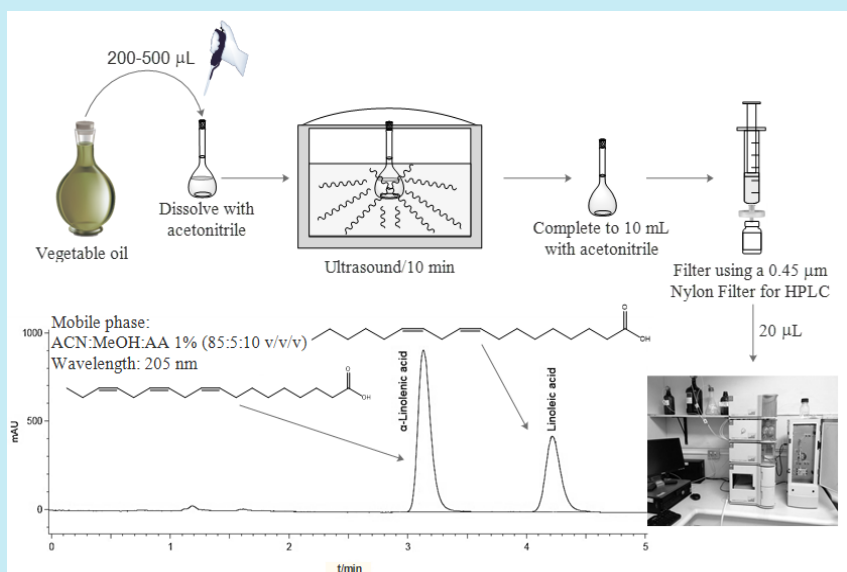 200-500 µL
Dissolve with
acetonitrile
Vegetable oil
Ultrasound/10 min
Complete to 10 mL
with acetonitrile
Filter using a 0.45 µm
Nylon Filter for HPLC
20 µL
Mobile phase:
ACN:MeOH:AA 1% (85:5:10 v/v/v)
Wavelength: 205 nm
O
OH
O
OH
α-Linolenic acid
Linoleic acid
1000
500
0
mAU
0 1 2 3 4 5
t/min